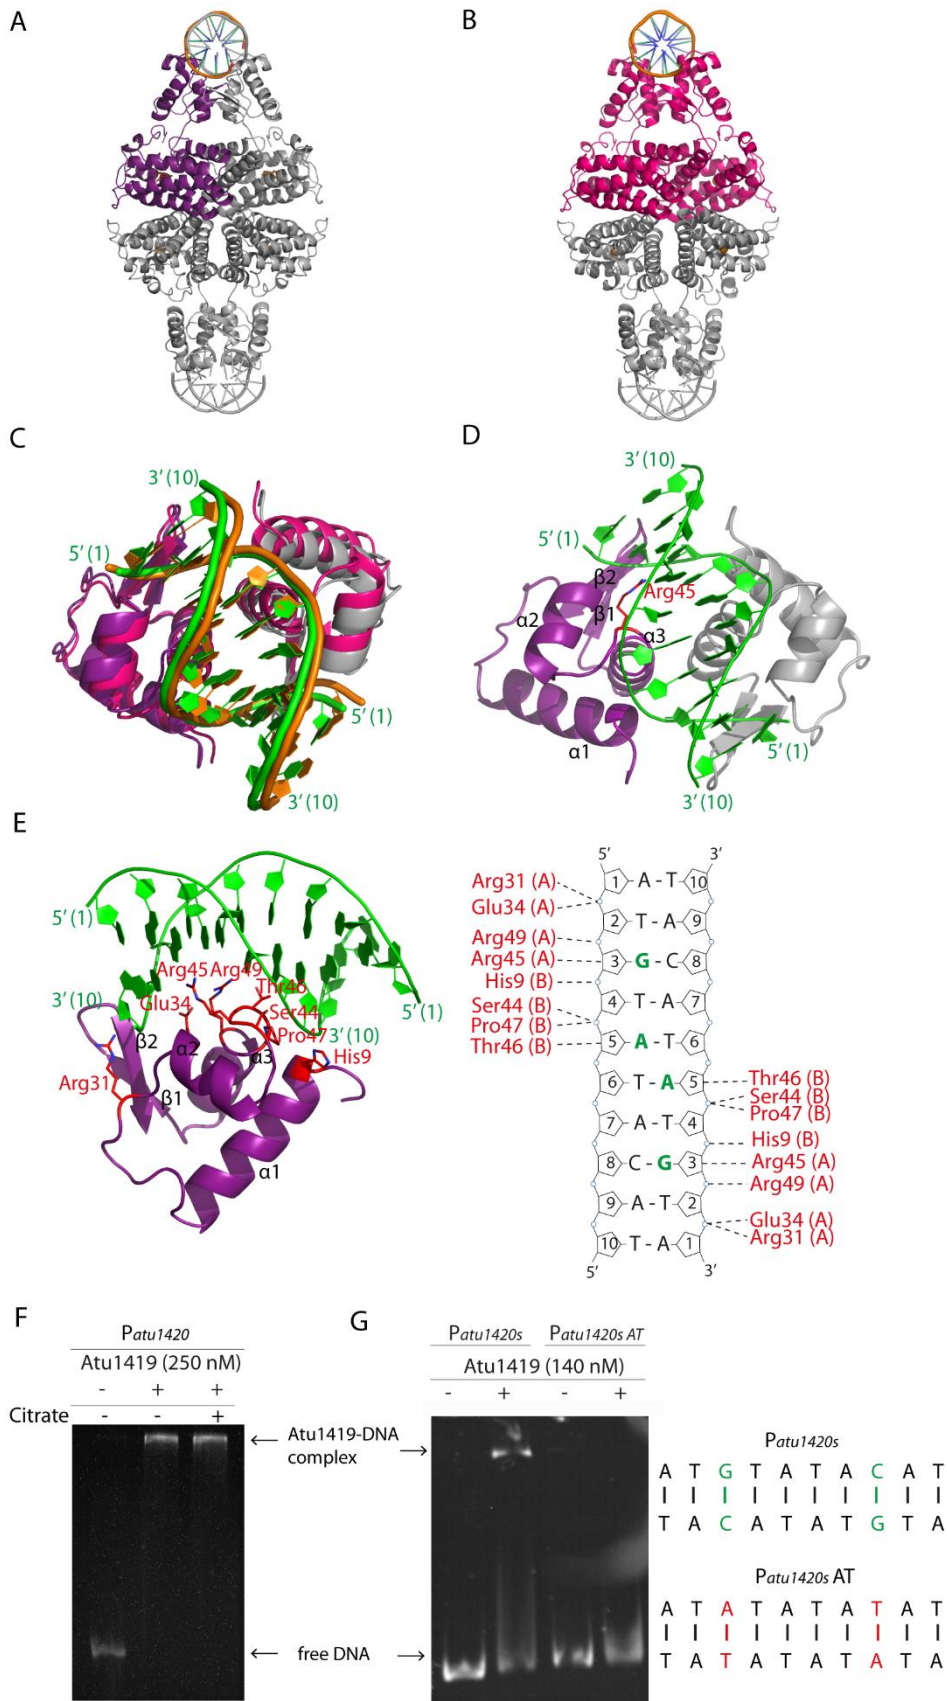 A
B
C
3′ (10)
5′ (1)
5′ (1)
3′ (10)
D
3′ (10)
5′ (1)
β2
Arg45
β1
α2
α3
α1
5′ (1)
3′ (10)
E
5′ (1)
Arg45 Arg49
Thr46
3′ (10)
Glu34
Ser44
5′ (1)
β2
α2
Pro47
3′ (10)
α3
His9
Arg31
β1
α1
5′ 3′
Arg31 (A)
1 A - T 10
Glu34 (A)
2 T - A 9
Arg49 (A)
Arg45 (A)
3 G - C 8
His9 (B)
4 T - A 7
Ser44 (B)
Pro47 (B)
Thr46 (B)
5 A - T 6
6 T - A 5
Thr46 (B)
Ser44 (B)
Pro47 (B)
7 A - T 4
His9 (B)
8 C - G 3
Arg45 (A)
Arg49 (A)
9 A - T 2
Glu34 (A)
Arg31 (A)
10 T - A 1
5′ 3′
F
Patu1420
Atu1419 (250 nM)
- + +
Citrate - - +
Atu1419-DNA
complex
free DNA
G
Patu1420s Patu1420s AT
Atu1419 (140 nM)
- + - +
Patu1420s
A T G T A T A C A T
T A C A T A T G T A
Patu1420s AT
A T A T A T A T A T
T A T A T A T A T A